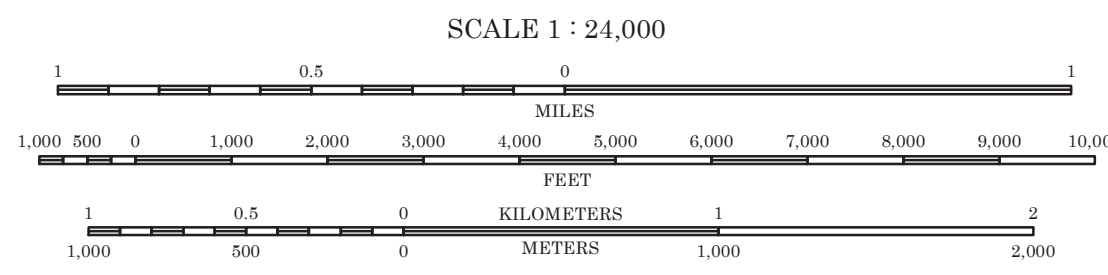 SCALE 1 : 24,000
1 0.5 0 1
MILES
1,000 500 0 1,000 2,000 3,000 4,000 5,000 6,000 7,000 8,000 9,000 10,00
FEET
1 0.5 0 KILOMETERS 1 2
1,000 500 0 METERS 1,000 2,000